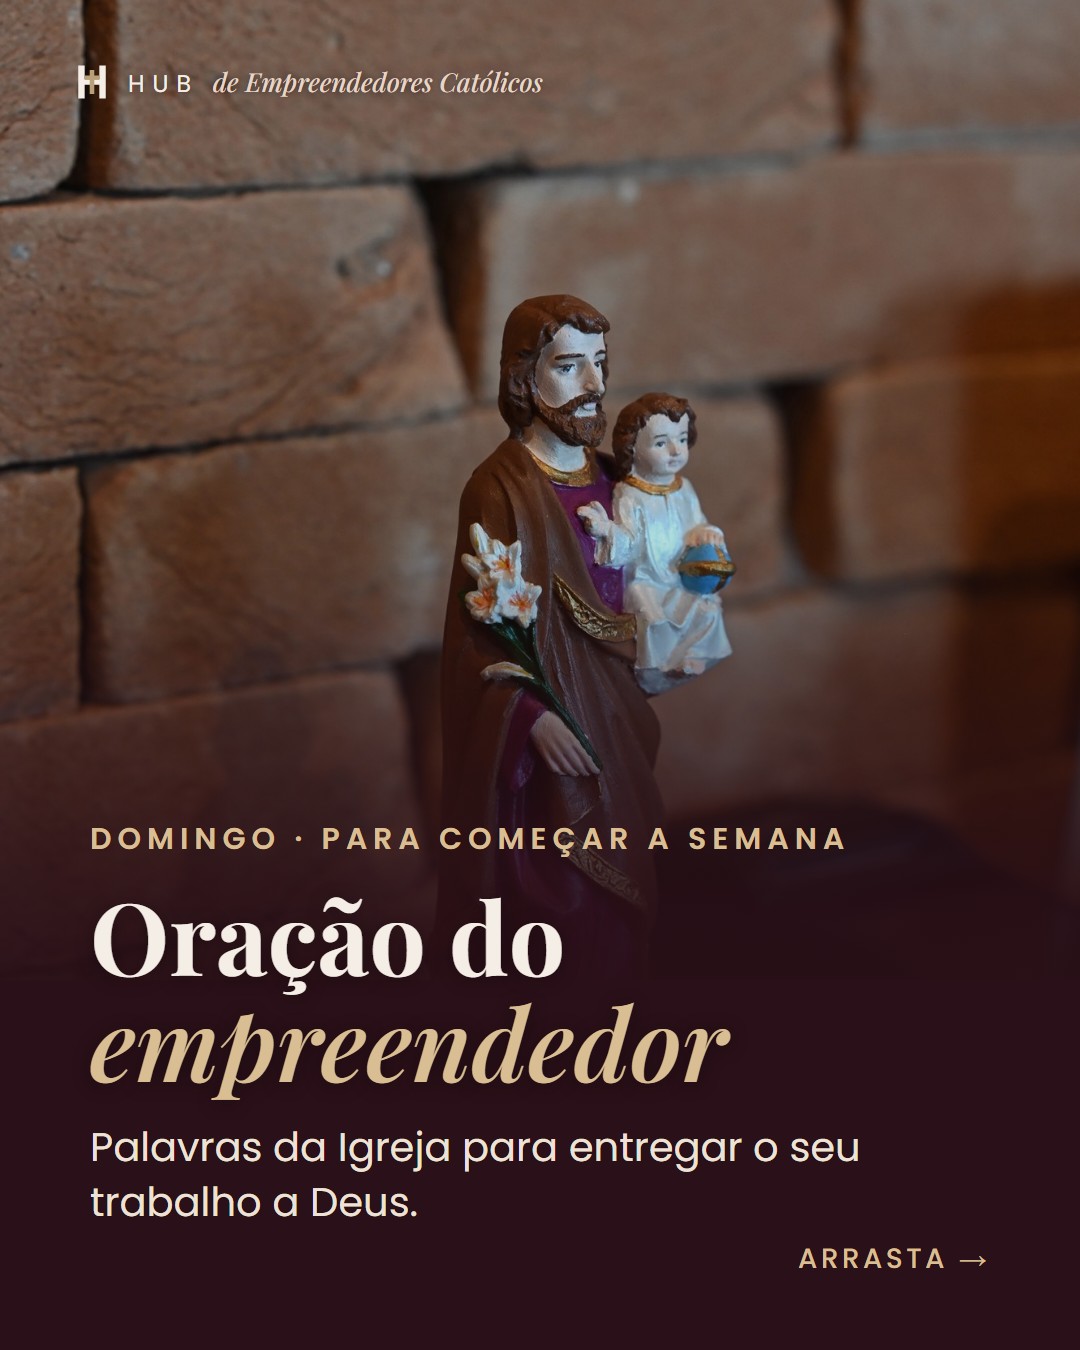 HUB de Empreendedores Católicos
DOMINGO · PARA COMEÇAR A SEMANA
Oração do
empreendedor
Palavras da Igreja para entregar o seu
trabalho a Deus.
ARRASTA →